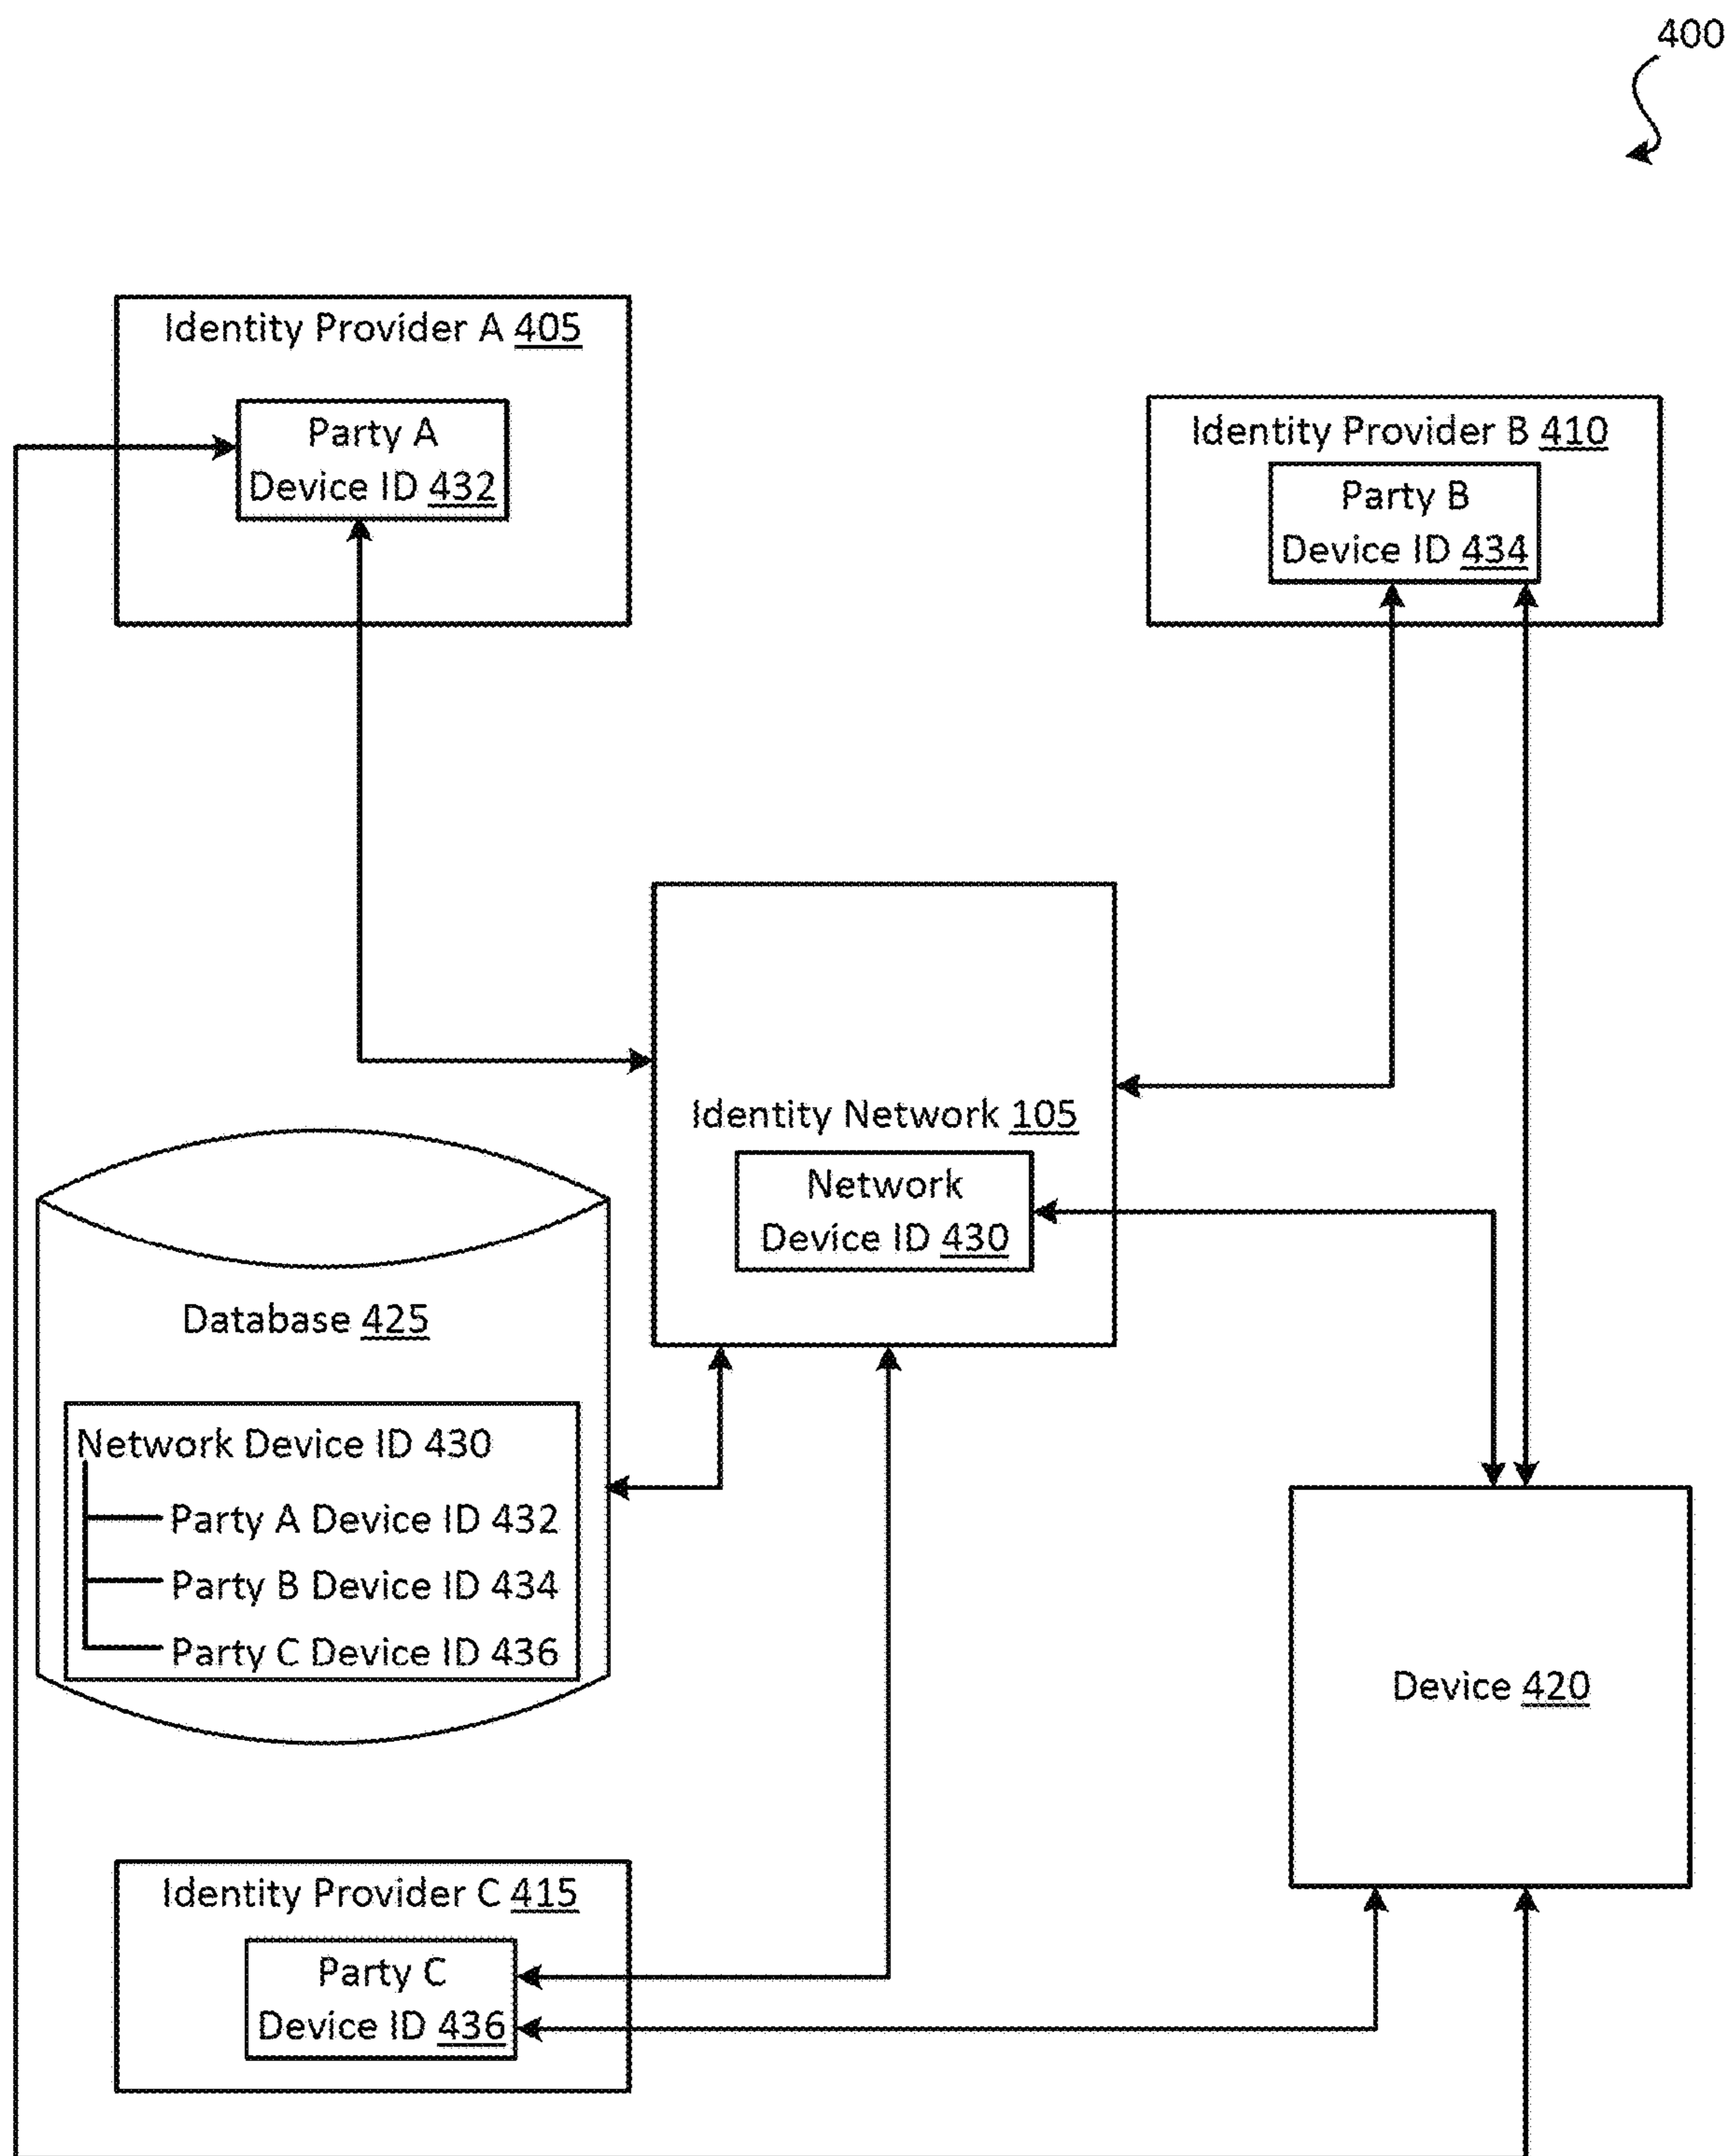 400
Identity Provider A 405
Party A
Device ID 432
Identity Provider B 410
Party B
Device ID 434
Identity Network 105
Network
Device ID 430
Database 425
Network Device ID 430
Party A Device ID 432
Party B Device ID 434
Party C Device ID 436
Device 420
Identity Provider C 415
Party C
Device ID 436